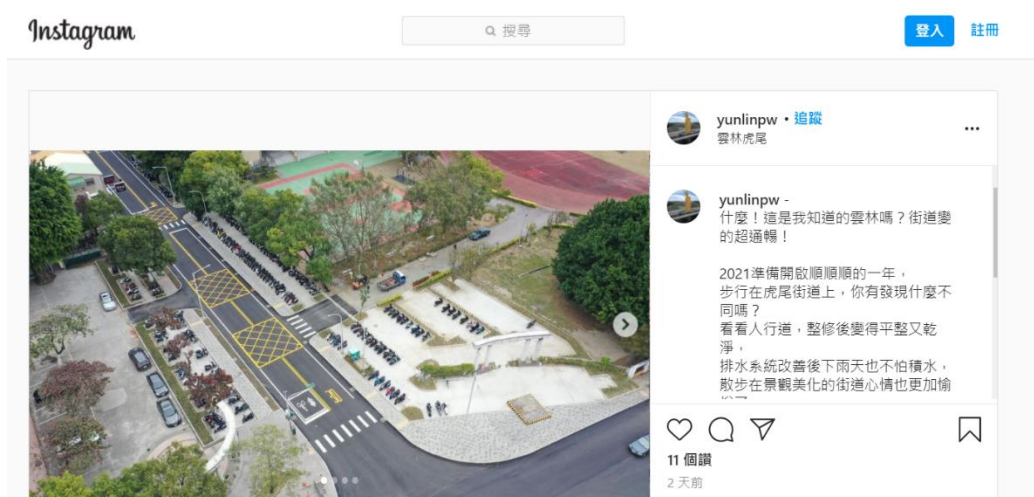 Instagram
搜尋
登入
註冊
yunlinpw • 追蹤
雲林虎尾
yunlinpw -
什麼！這是我知道的雲林嗎？街道變
的超通暢！
2021準備開啟順順順的一年，
步行在虎尾街道上，你有發現什麼不
同嗎？
看看人行道，整修後變得平整又乾
淨，
排水系統改善後下雨天也不怕積水，
散步在景觀美化的街道心情也更加愉
11 個讚
2 天前